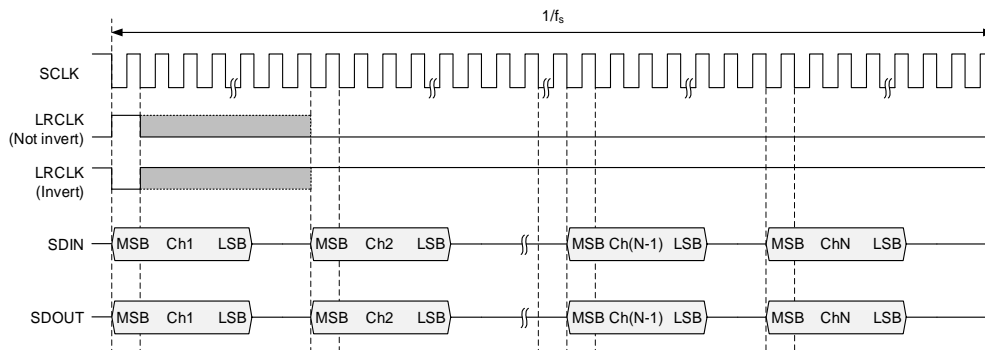 1/fs
SCLK
LRCLK
(Not invert)
LRCLK
(Invert)
SDIN MSB Ch1 LSB MSB Ch2 LSB MSB Ch(N-1) LSB MSB ChN LSB
SDOUT MSB Ch1 LSB MSB Ch2 LSB MSB Ch(N-1) LSB MSB ChN LSB